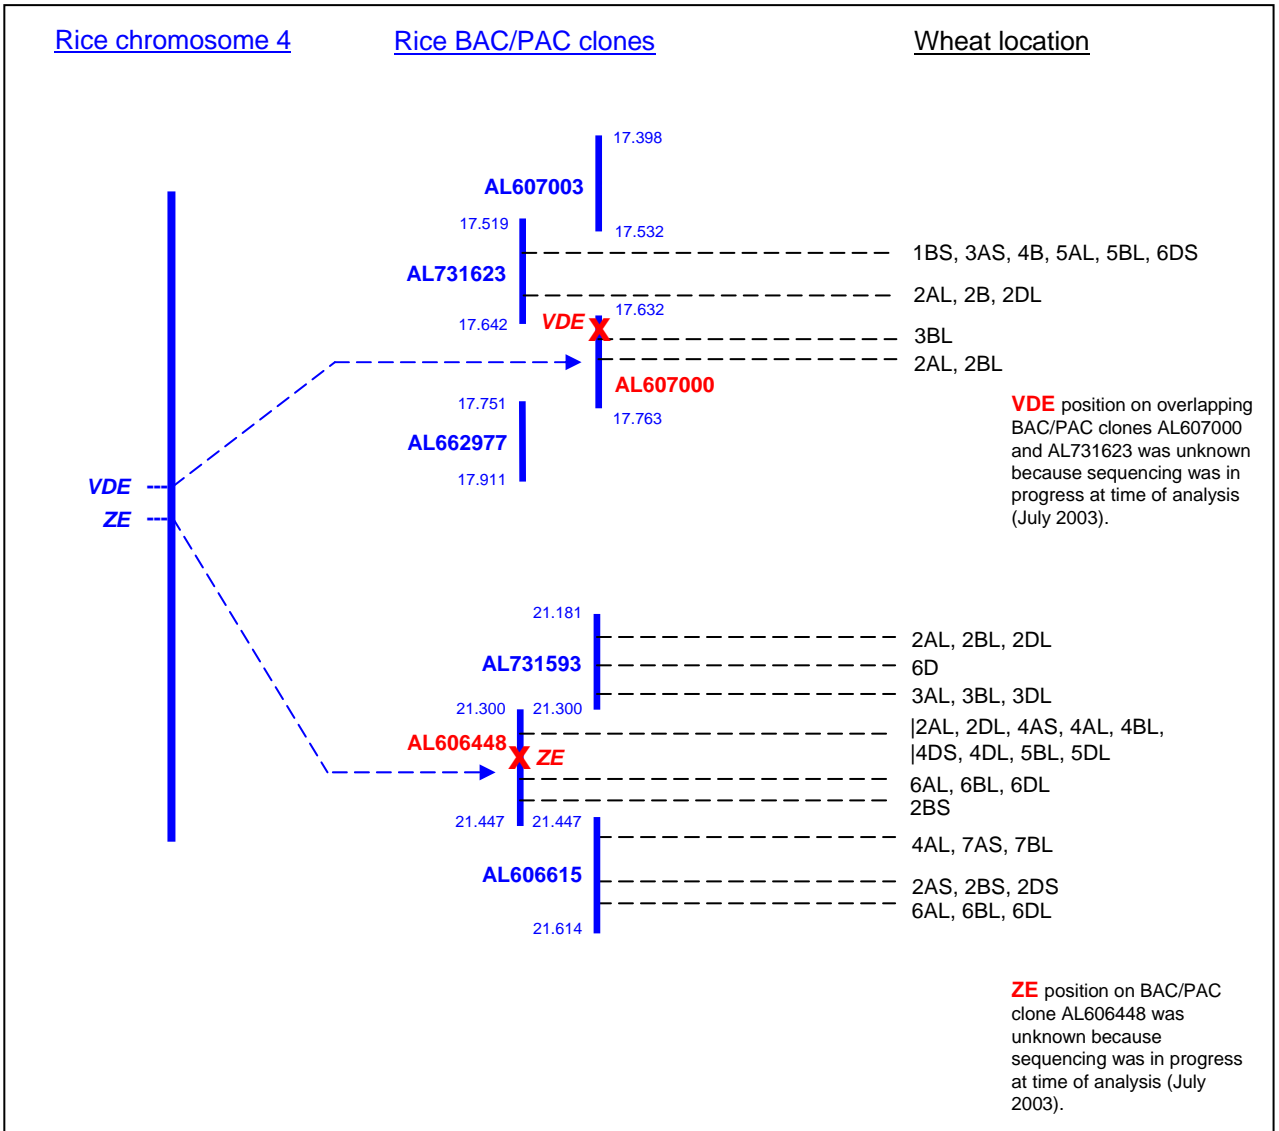 Rice chromosome 4
Rice BAC/PAC clones
Wheat location
17.398
AL607003
17.519
17.532
1BS, 3AS, 4B, 5AL, 5BL, 6DS
AL731623
2AL, 2B, 2DL
17.632
17.642
VDE
3BL
2AL, 2BL
AL607000
17.751
17.763
AL662977
17.911
VDE position on overlapping
BAC/PAC clones AL607000
and AL731623 was unknown
because sequencing was in
progress at time of analysis
(July 2003).
VDE
ZE
21.181
2AL, 2BL, 2DL
AL731593
6D
3AL, 3BL, 3DL
21.300
21.300
|2AL, 2DL, 4AS, 4AL, 4BL,
|4DS, 4DL, 5BL, 5DL
AL606448
ZE
6AL, 6BL, 6DL
2BS
21.447
21.447
4AL, 7AS, 7BL
AL606615
2AS, 2BS, 2DS
6AL, 6BL, 6DL
21.614
ZE position on BAC/PAC
clone AL606448 was
unknown because
sequencing was in progress
at time of analysis (July
2003).